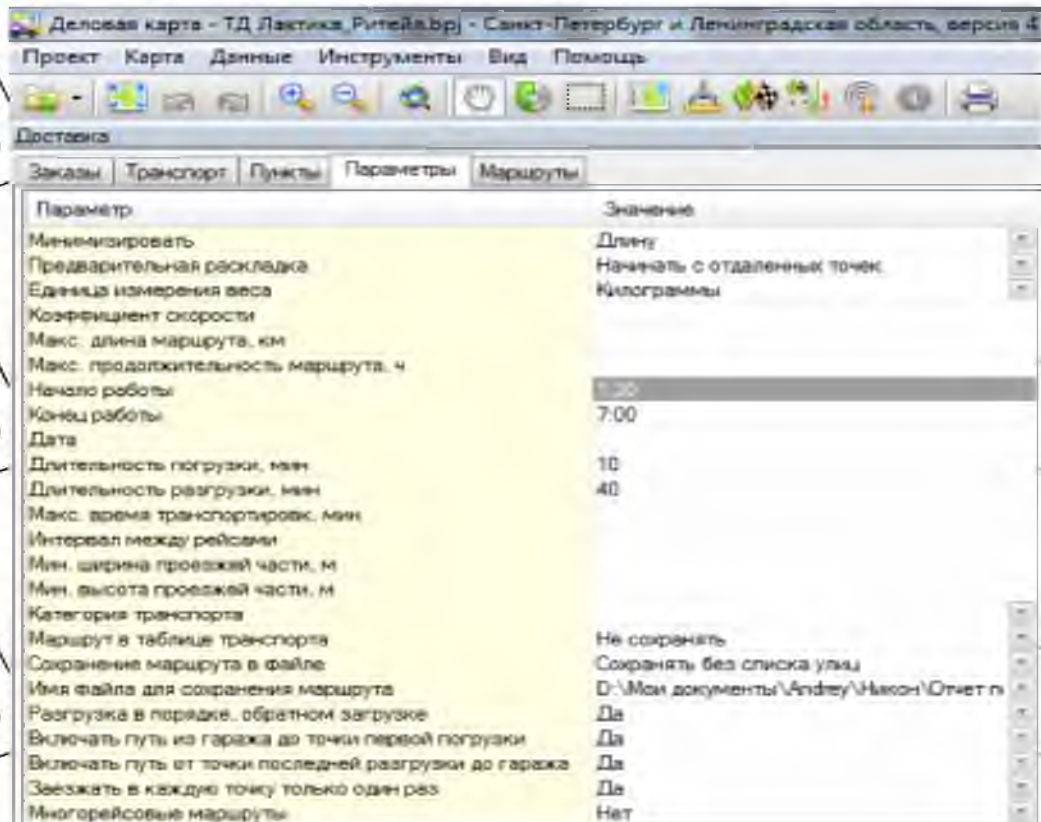 Деловая карта - ТД Лактика_Ритейл.bpj - Санкт-Петербург и Ленинградская область, версия 4
Проект Карта Данные Инструменты Вид Помощь
Доставка
Заказы Транспорт Пункты Параметры Маршруты
Параметр Значение
Минимизировать Длину
Предварительная раскладка Начинать с отдаленных точек
Единица измерения веса Килограммы
Коэффициент скорости
Макс. длина маршрута, км
Макс. продолжительность маршрута, ч
Начало работы
Конец работы 7:00
Дата
Длительность погрузки, мин 10
Длительность разгрузки, мин 40
Макс. время транспортировк, мин
Интервал между рейсами
Мин. ширина проезжей части, м
Мин. высота проезжей части, м
Категория транспорта
Маршрут в таблице транспорта Не сохранять
Сохранение маршрута в файле Сохранять без списка улиц
Имя файла для сохранения маршрута D:\Мои документы\Andrey\Никон\Отчет п
Разгрузка в порядке, обратном загрузке Да
Включать путь из гаража до точки первой погрузки Да
Включать путь от точки последней разгрузки до гаража Да
Заезжать в каждую точку только один раз Да
Многорейсовые маршруты Нет